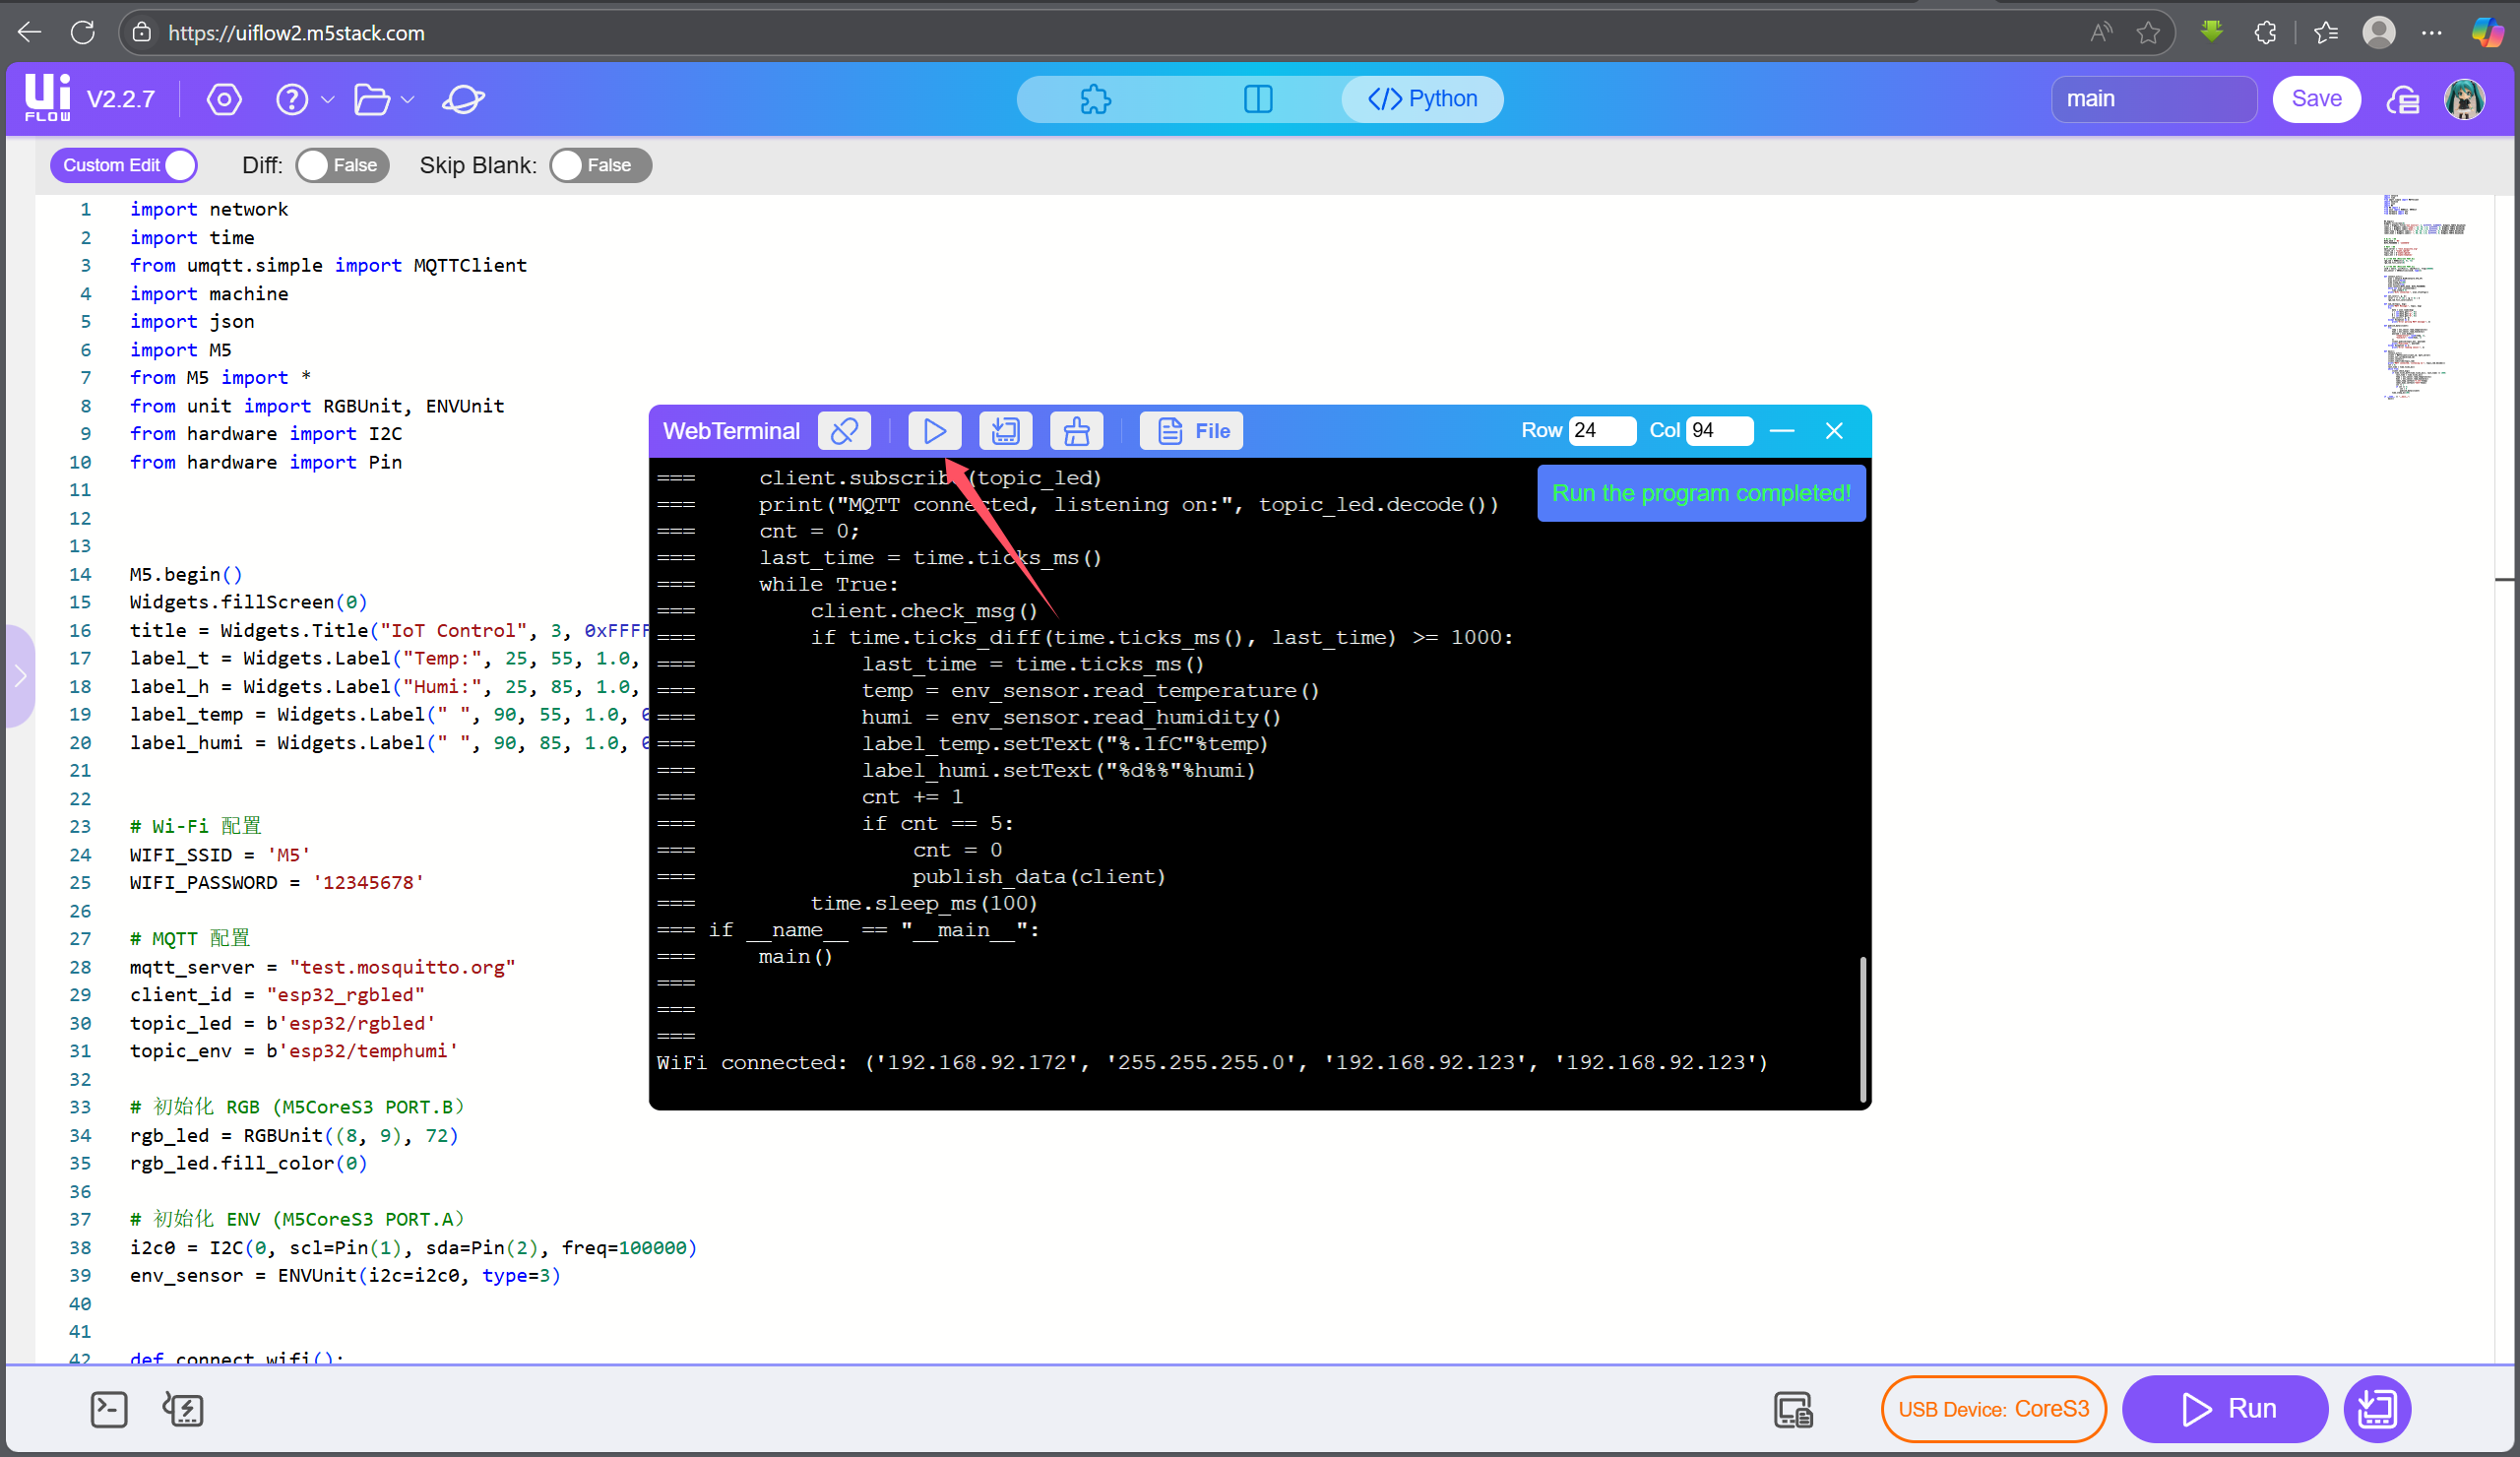 https://uiflow2.m5stack.com
Ui FLOW V2.2.7
</> Python
main
Save
Custom Edit Diff: False Skip Blank: False
1 import network
2 import time
3 from umqtt.simple import MQTTClient
4 import machine
5 import json
6 import M5
7 from M5 import *
8 from unit import RGBUnit, ENVUnit
9 from hardware import I2C
10 from hardware import Pin
11
12
13
14 M5.begin()
15 Widgets.fillScreen(0)
16 title = Widgets.Title("IoT Control", 3, 0xFFFF
17 label_t = Widgets.Label("Temp:", 25, 55, 1.0,
18 label_h = Widgets.Label("Humi:", 25, 85, 1.0,
19 label_temp = Widgets.Label(" ", 90, 55, 1.0, 0
20 label_humi = Widgets.Label(" ", 90, 85, 1.0, 0
21
22
23 # Wi-Fi 配置
24 WIFI_SSID = 'M5'
25 WIFI_PASSWORD = '12345678'
26
27 # MQTT 配置
28 mqtt_server = "test.mosquitto.org"
29 client_id = "esp32_rgbled"
30 topic_led = b'esp32/rgbled'
31 topic_env = b'esp32/temphumi'
32
33 # 初始化 RGB (M5CoreS3 PORT.B)
34 rgb_led = RGBUnit((8, 9), 72)
35 rgb_led.fill_color(0)
36
37 # 初始化 ENV (M5CoreS3 PORT.A)
38 i2c0 = I2C(0, scl=Pin(1), sda=Pin(2), freq=100000)
39 env_sensor = ENVUnit(i2c=i2c0, type=3)
40
41
42 def connect_wifi():
WebTerminal File Row 24 Col 94
Run the program completed!
===     client.subscrib (topic_led)
===     print("MQTT connected, listening on:", topic_led.decode())
===     cnt = 0;
===     last_time = time.ticks_ms()
===     while True:
===         client.check_msg()
===         if time.ticks_diff(time.ticks_ms(), last_time) >= 1000:
===             last_time = time.ticks_ms()
===             temp = env_sensor.read_temperature()
===             humi = env_sensor.read_humidity()
===             label_temp.setText("%.1fC"%temp)
===             label_humi.setText("%d%%"%humi)
===             cnt += 1
===             if cnt == 5:
===                 cnt = 0
===                 publish_data(client)
===         time.sleep_ms(100)
=== if __name__ == "__main__":
===     main()
===
===
===
WiFi connected: ('192.168.92.172', '255.255.255.0', '192.168.92.123', '192.168.92.123')
USB Device: CoreS3
Run